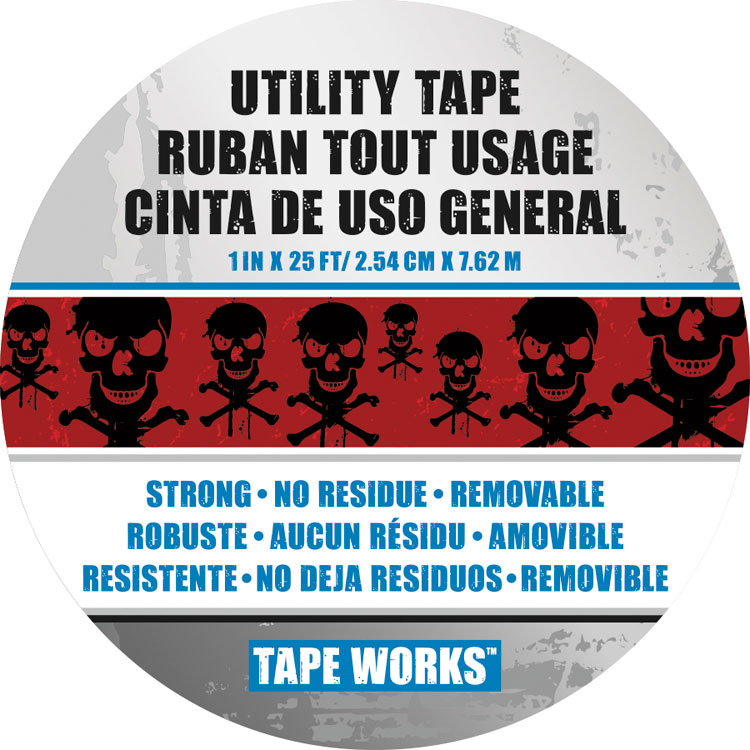 UTILITY TAPE
RUBAN TOUT USAGE
CINTA DE USO GENERAL
1 IN X 25 FT/ 2.54 CM X 7.62 M
STRONG • NO RESIDUE • REMOVABLE
ROBUSTE • AUCUN RÉSIDU • AMOVIBLE
RESISTENTE • NO DEJA RESIDUOS • REMOVIBLE
TAPE WORKS™